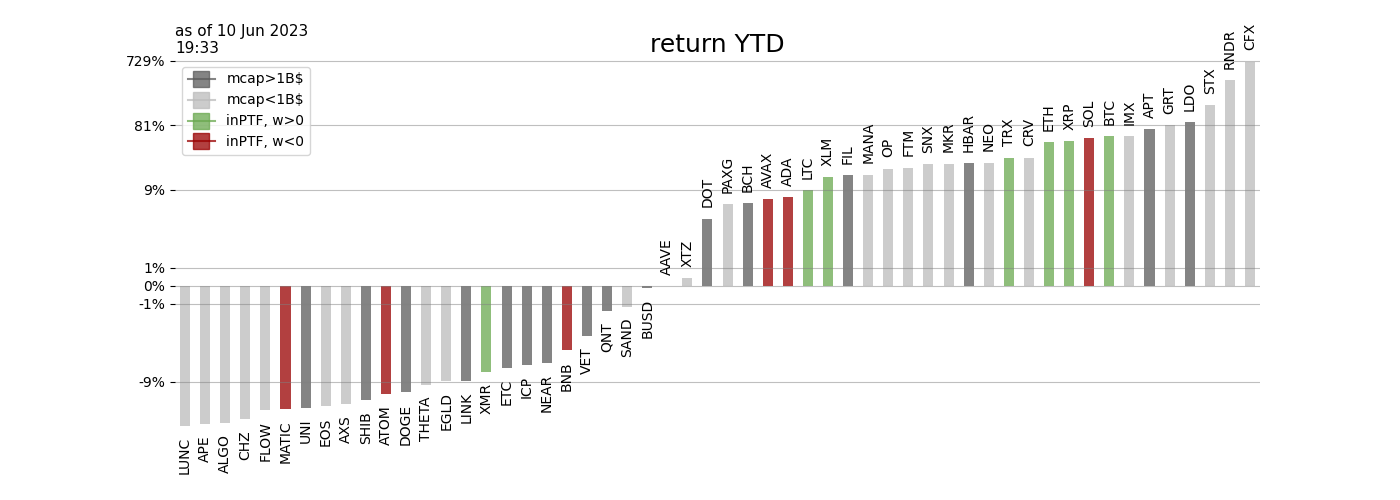 as of 10 Jun 2023
19:33
return YTD
729%
81%
9%
1%
0%
-1%
-9%
mcap>1B$
mcap<1B$
inPTF, w>0
inPTF, w<0
LUNC
APE
ALGO
CHZ
FLOW
MATIC
UNI
EOS
AXS
SHIB
ATOM
DOGE
THETA
EGLD
LINK
XMR
ETC
ICP
NEAR
BNB
VET
QNT
SAND
BUSD
AAVE
XTZ
DOT
PAXG
BCH
AVAX
ADA
LTC
XLM
FIL
MANA
OP
FTM
SNX
MKR
HBAR
NEO
TRX
CRV
ETH
XRP
SOL
BTC
IMX
APT
GRT
LDO
STX
RNDR
CFX